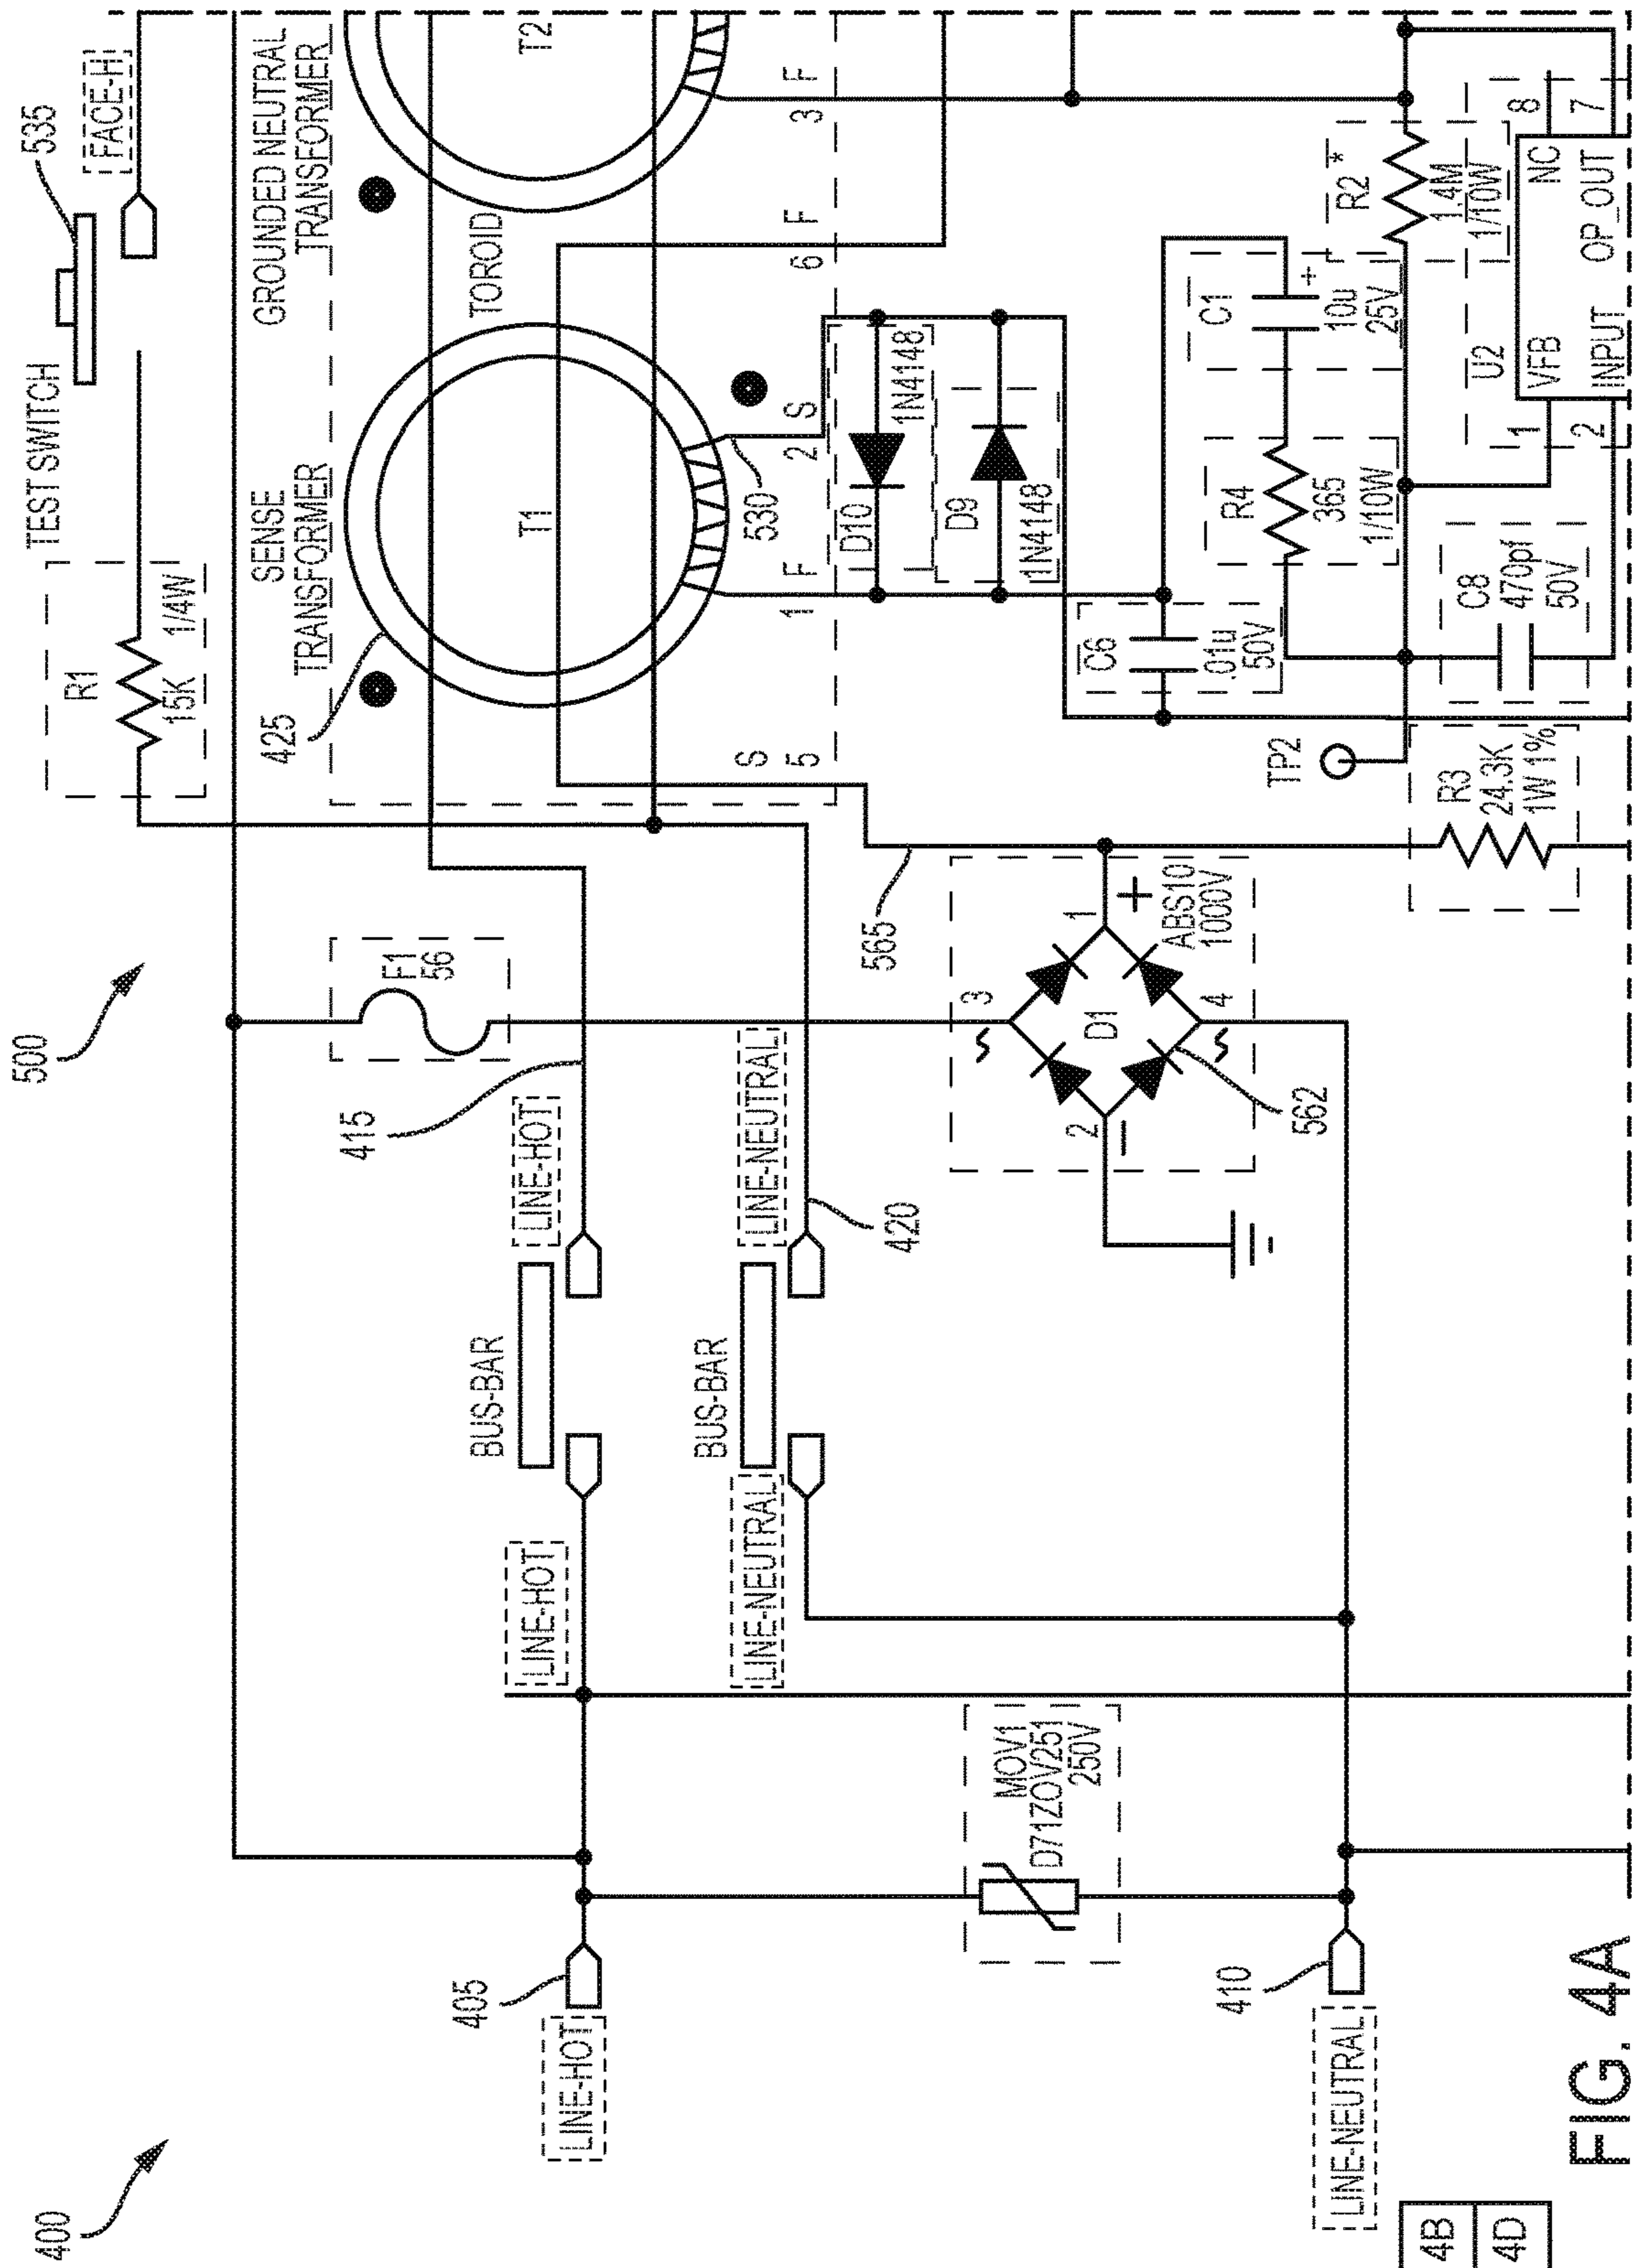 400
500
TEST SWITCH
535
FACE-H
R1
15K 1/4W
SENSE
TRANSFORMER
GROUNDED NEUTRAL
TRANSFORMER
425
TOROID
T1
T2
F1
56
415
LINE-HOT
BUS-BAR
LINE-HOT
405
LINE-HOT
LINE-NEUTRAL
BUS-BAR
LINE-NEUTRAL
420
S
5
1 F
530
2 S
6 F
3 F
D10
1N4148
D9
1N4148
565
MOV1
D71ZOV251
250V
3
D1
1
+
ABS10
1000V
2
-
4
562
C6
.01u
50V
C1
+
10u
25V
R4
365
1/10W
R2*
1.4M
1/10W
TP2
R3
24.3K
1W 1%
C8
470pf
50V
U2
1
VFB
NC
8
2
INPUT
OP_OUT
7
410
LINE-NEUTRAL
4B
4D
FIG. 4A